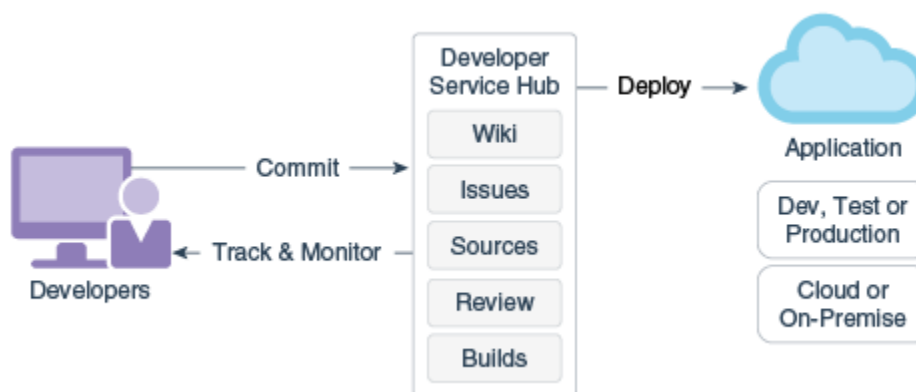 Developers
Commit
Track & Monitor
Developer
Service Hub
Wiki
Issues
Sources
Review
Builds
Deploy
Application
Dev, Test or
Production
Cloud or
On-Premise